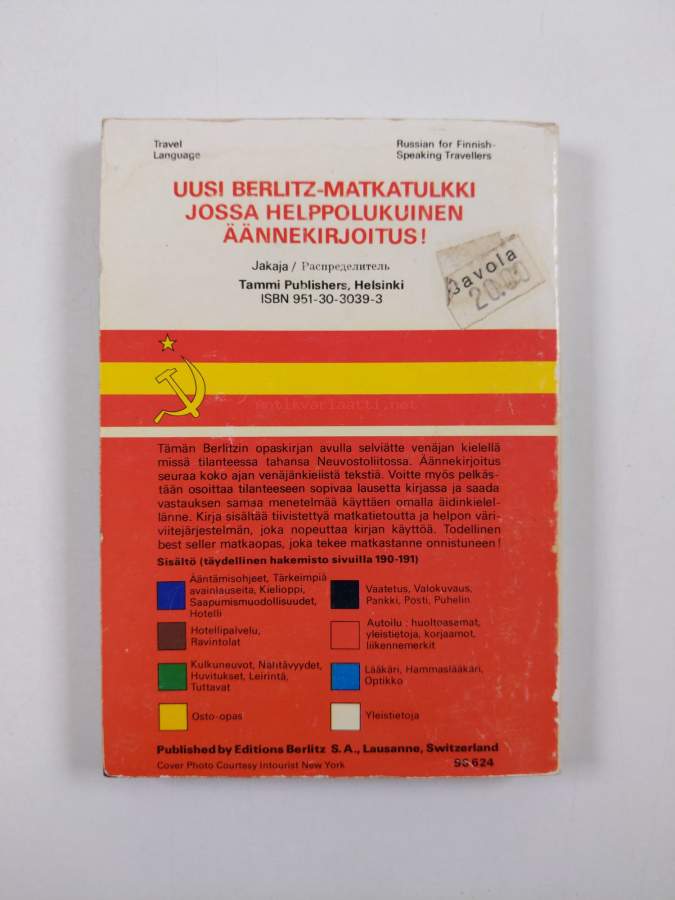 Travel
Language
Russian for Finnish-
Speaking Travellers
UUSI BERLITZ-MATKATULKKI
JOSSA HELPPOLUKUINEN
ÄÄNNEKIRJOITUS!
Jakaja / Распределитель
Tammi Publishers, Helsinki
ISBN 951-30-3039-3
Savola
20.00
Antikvariaatti.net
Tämän Berlitzin opaskirjan avulla selviätte venäjän kielellä
missä tilanteessa tahansa Neuvostoliitossa. Äännekirjoitus
seuraa koko ajan venäjänkielistä tekstiä. Voitte myös pelkäs-
tään osoittaa tilanteeseen sopivaa lausetta kirjassa ja saada
vastauksen samaa menetelmää käyttäen omalla äidinkielel-
länne. Kirja sisältää tiivistettyä matkatietoutta ja helpon väri-
viitejärjestelmän, joka nopeuttaa kirjan käyttöä. Todellinen
best seller matkaopas, joka tekee matkastanne onnistuneen!
Sisältö (täydellinen hakemisto sivuilla 190-191)
Ääntämisohjeet, Tärkeimpiä
avainlauseita, Kielioppi,
Saapumismuodollisuudet,
Hotelli
Hotellipalvelu,
Ravintolat
Kulkuneuvot, Nähtävyydet,
Huvitukset, Leirintä,
Tuttavat
Osto-opas
Vaatetus, Valokuvaus,
Pankki, Posti, Puhelin
Autoilu: huoltoasemat,
yleistietoja, korjaamot,
liikennemerkit
Lääkäri, Hammaslääkäri,
Optikko
Yleistietoja
Published by Editions Berlitz S.A., Lausanne, Switzerland
Cover Photo Courtesy Intourist New York
98624